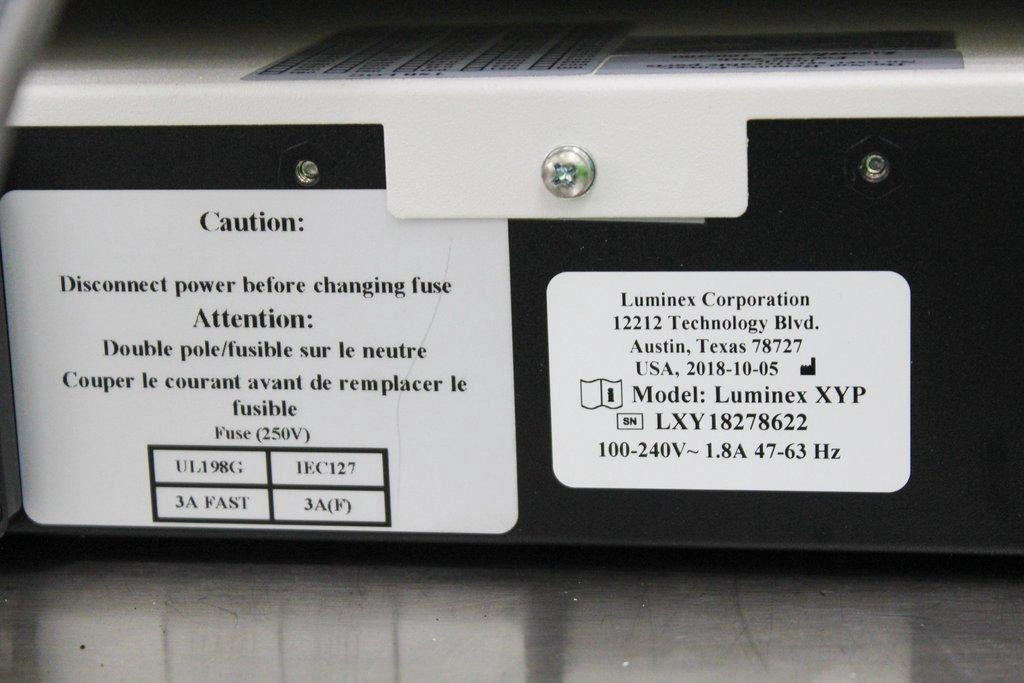 Caution:
Disconnect power before changing fuse
Attention:
Double pole/fusible sur le neutre
Couper le courant avant de remplacer le
fusible
Fuse (250V)
UL198G IEC127
3A FAST 3A(F)
Luminex Corporation
12212 Technology Blvd.
Austin, Texas 78727
USA, 2018-10-05
Model: Luminex XYP
SN LXY18278622
100-240V~ 1.8A 47-63 Hz